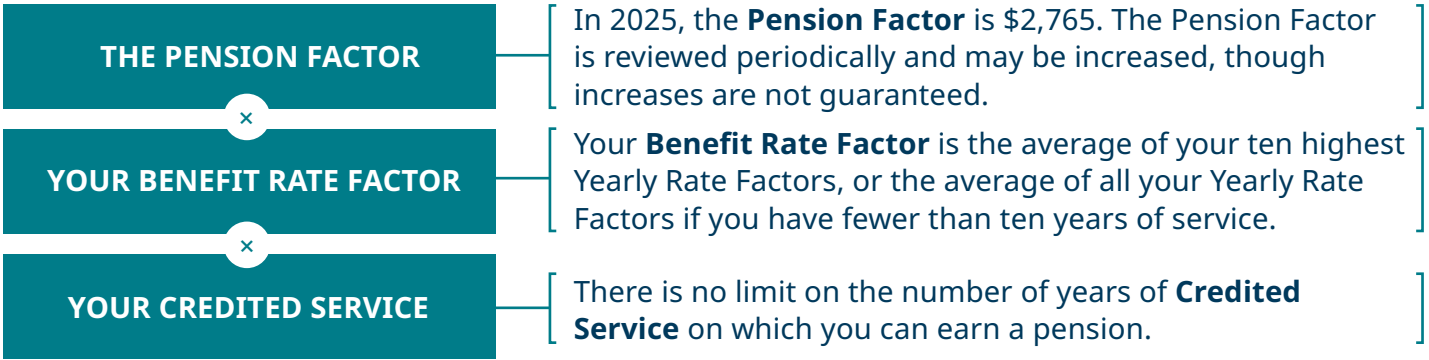 THE PENSION FACTOR
In 2025, the Pension Factor is $2,765. The Pension Factor
is reviewed periodically and may be increased, though
increases are not guaranteed.
×
YOUR BENEFIT RATE FACTOR
Your Benefit Rate Factor is the average of your ten highest
Yearly Rate Factors, or the average of all your Yearly Rate
Factors if you have fewer than ten years of service.
×
YOUR CREDITED SERVICE
There is no limit on the number of years of Credited
Service on which you can earn a pension.